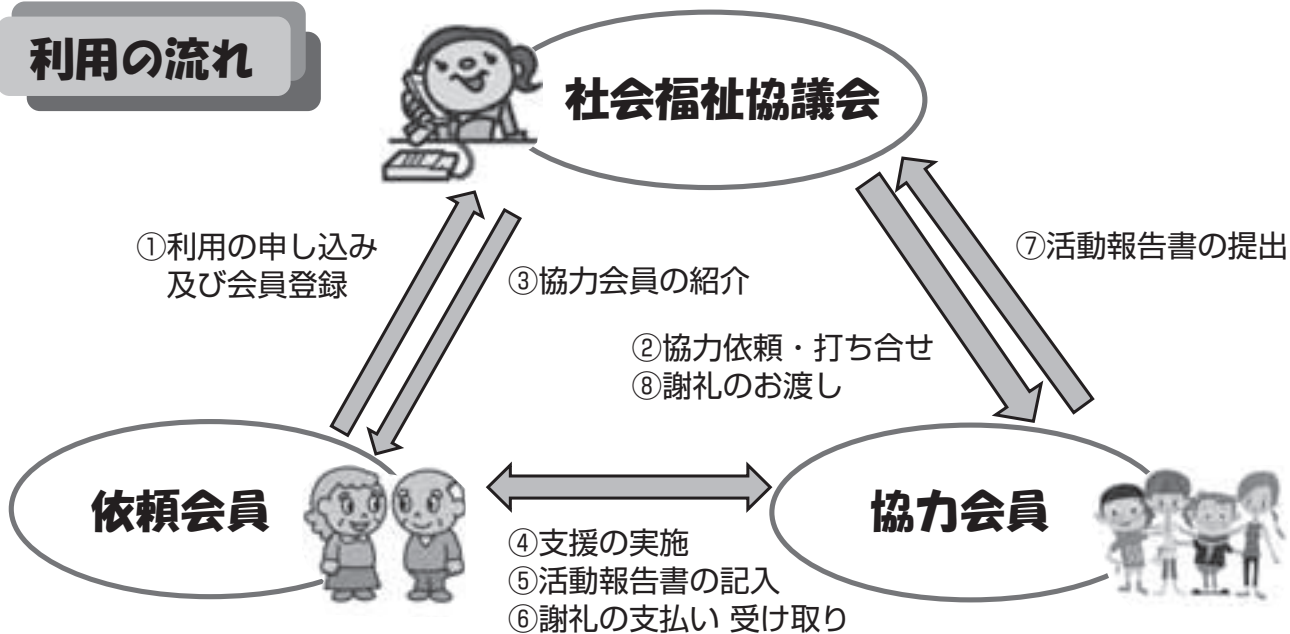 利用の流れ
社会福祉協議会
①利用の申し込み
及び会員登録
③協力会員の紹介
⑦活動報告書の提出
②協力依頼・打ち合せ
⑧謝礼のお渡し
依頼会員
協力会員
④支援の実施
⑤活動報告書の記入
⑥謝礼の支払い 受け取り